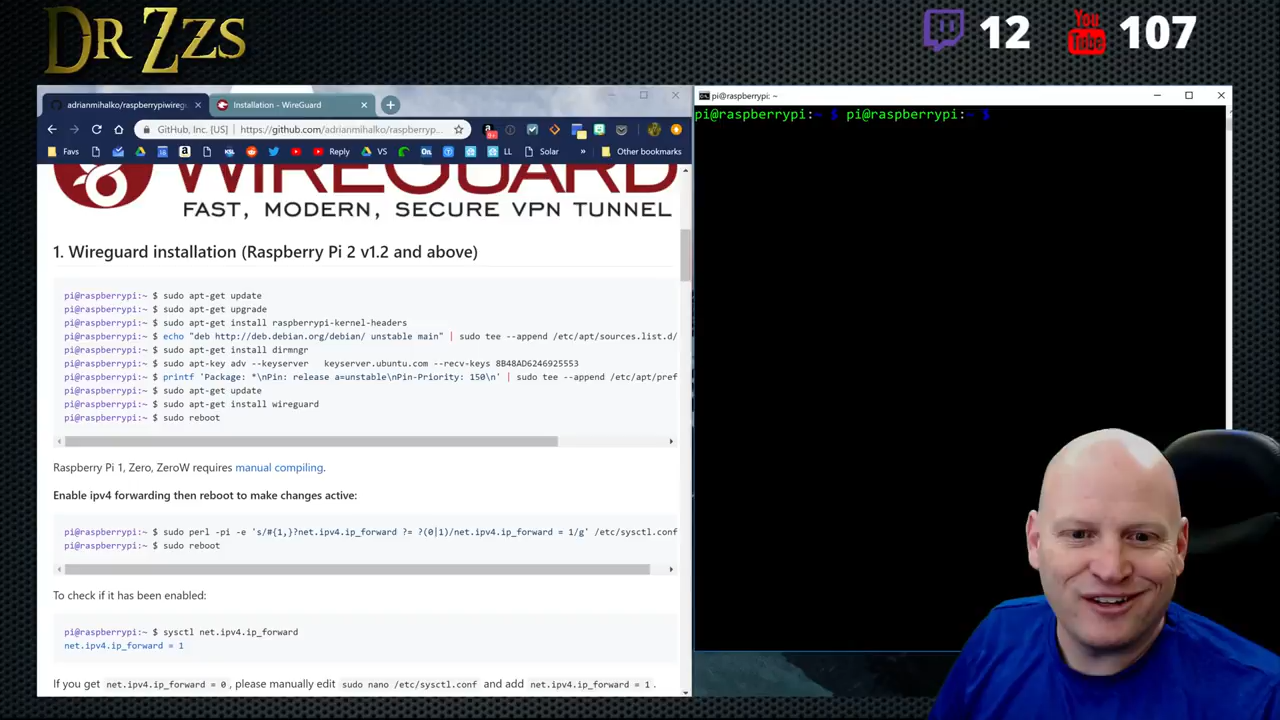 DR ZZS
12
YouTube
107
adrianmihalko/raspberrypiwiregu
Installation - WireGuard
GitHub, Inc. [US]
https://github.com/adrianmihalko/raspberryp...
Favs
Reply
VS
LL
Solar
»
Other bookmarks
WIREGUARD
FAST, MODERN, SECURE VPN TUNNEL
1. Wireguard installation (Raspberry Pi 2 v1.2 and above)
pi@raspberrypi:~ $ sudo apt-get update
pi@raspberrypi:~ $ sudo apt-get upgrade
pi@raspberrypi:~ $ sudo apt-get install raspberrypi-kernel-headers
pi@raspberrypi:~ $ echo "deb http://deb.debian.org/debian/ unstable main" | sudo tee --append /etc/apt/sources.list.d/
pi@raspberrypi:~ $ sudo apt-get install dirmngr
pi@raspberrypi:~ $ sudo apt-key adv --keyserver keyserver.ubuntu.com --recv-keys 8B48AD6246925553
pi@raspberrypi:~ $ printf 'Package: *\nPin: release a=unstable\nPin-Priority: 150\n' | sudo tee --append /etc/apt/pref
pi@raspberrypi:~ $ sudo apt-get update
pi@raspberrypi:~ $ sudo apt-get install wireguard
pi@raspberrypi:~ $ sudo reboot
Raspberry Pi 1, Zero, ZeroW requires manual compiling.
Enable ipv4 forwarding then reboot to make changes active:
pi@raspberrypi:~ $ sudo perl -pi -e 's/#{1,}?net.ipv4.ip_forward ?= ?(0|1)/net.ipv4.ip_forward = 1/g' /etc/sysctl.conf
pi@raspberrypi:~ $ sudo reboot
To check if it has been enabled:
pi@raspberrypi:~ $ sysctl net.ipv4.ip_forward
net.ipv4.ip_forward = 1
If you get net.ipv4.ip_forward = 0 , please manually edit sudo nano /etc/sysctl.conf and add net.ipv4.ip_forward = 1 .
pi@raspberrypi: ~
pi@raspberrypi:~ $ pi@raspberrypi:~ $